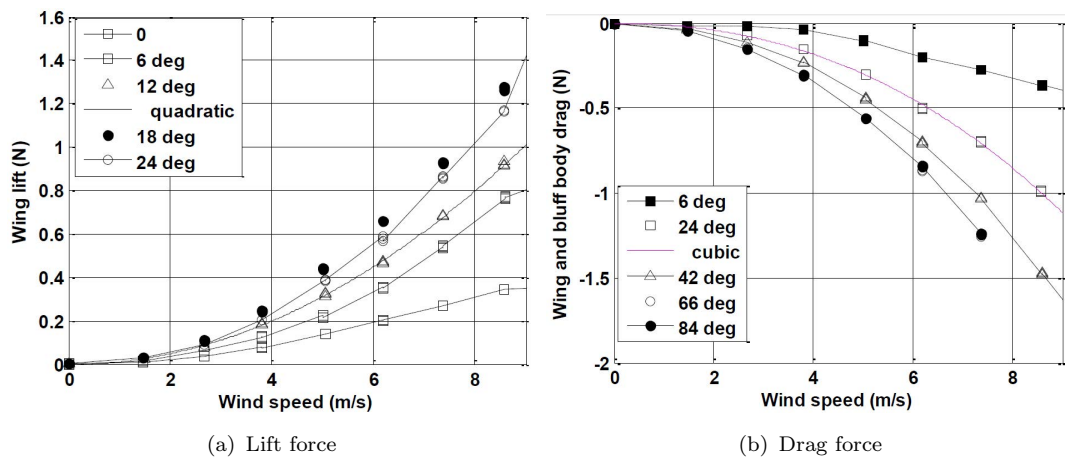 Wing lift (N)
1.6
1.4
1.2
1
0.8
0.6
0.4
0.2
0
0
6 deg
12 deg
quadratic
18 deg
24 deg
0 2 4 6 8
Wind speed (m/s)
(a) Lift force
Wing and bluff body drag (N)
-0
-0.5
-1
-1.5
-2
6 deg
24 deg
cubic
42 deg
66 deg
84 deg
0 2 4 6 8
Wind speed (m/s)
(b) Drag force